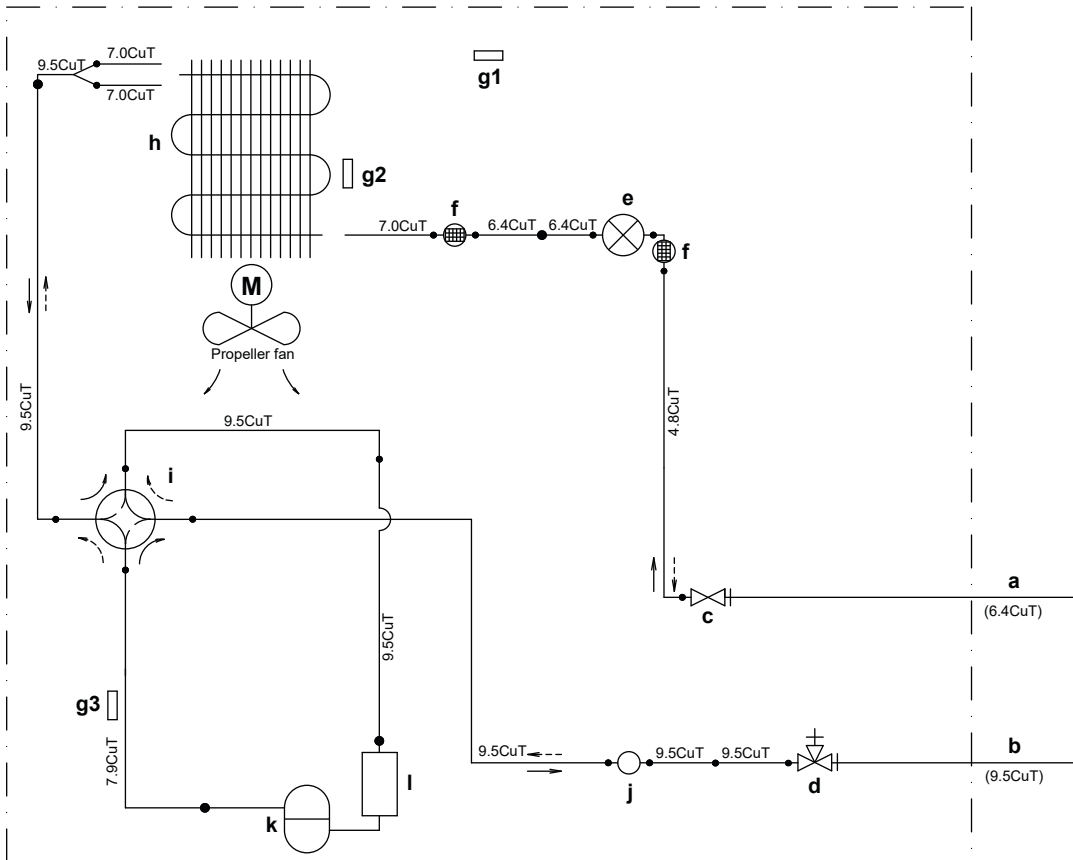 7.0CuT
9.5CuT
7.0CuT
g1
h
g2
e
f
7.0CuT
6.4CuT
6.4CuT
f
M
Propeller fan
9.5CuT
9.5CuT
4.8CuT
i
a
(6.4CuT)
c
9.5CuT
g3
7.9CuT
9.5CuT
9.5CuT
9.5CuT
b
(9.5CuT)
j
d
l
k